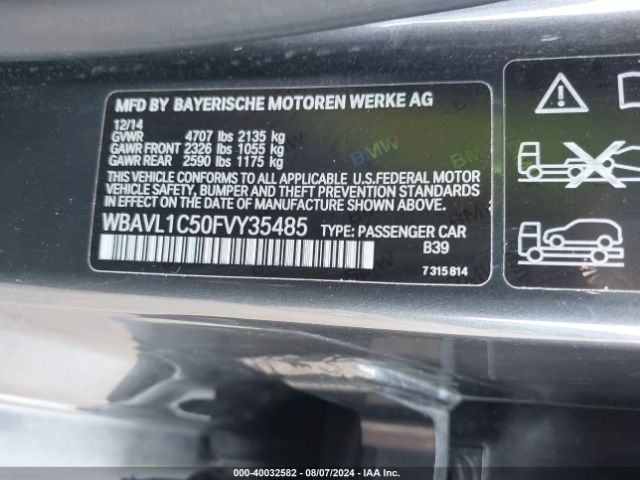 MFD BY BAYERISCHE MOTOREN WERKE AG
12/14
GVWR 4707 lbs 2135 kg
GAWR FRONT 2326 lbs 1055 kg
GAWR REAR 2590 lbs 1175 kg
THIS VEHICLE CONFORMS TO ALL APPLICABLE U.S.FEDERAL MOTOR
VEHICLE SAFETY, BUMPER AND THEFT PREVENTION STANDARDS
IN EFFECT ON THE DATE OF MANUFACTURE SHOWN ABOVE.
WBAVL1C50FVY35485 TYPE: PASSENGER CAR
B39
7 315 814
BMW
BMW
BMW
000-40032582 - 08/07/2024 - IAA Inc.